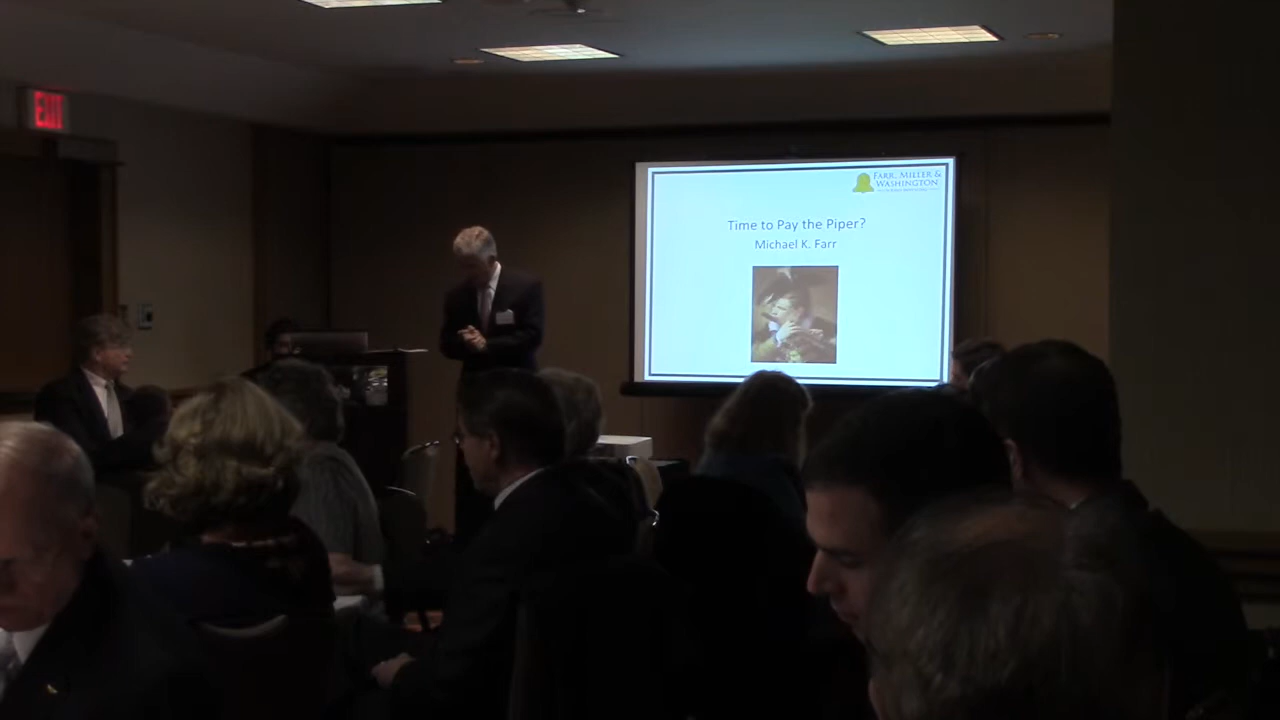 EXIT
FARR, MILLER &
WASHINGTON
Time to Pay the Piper?
Michael K. Farr